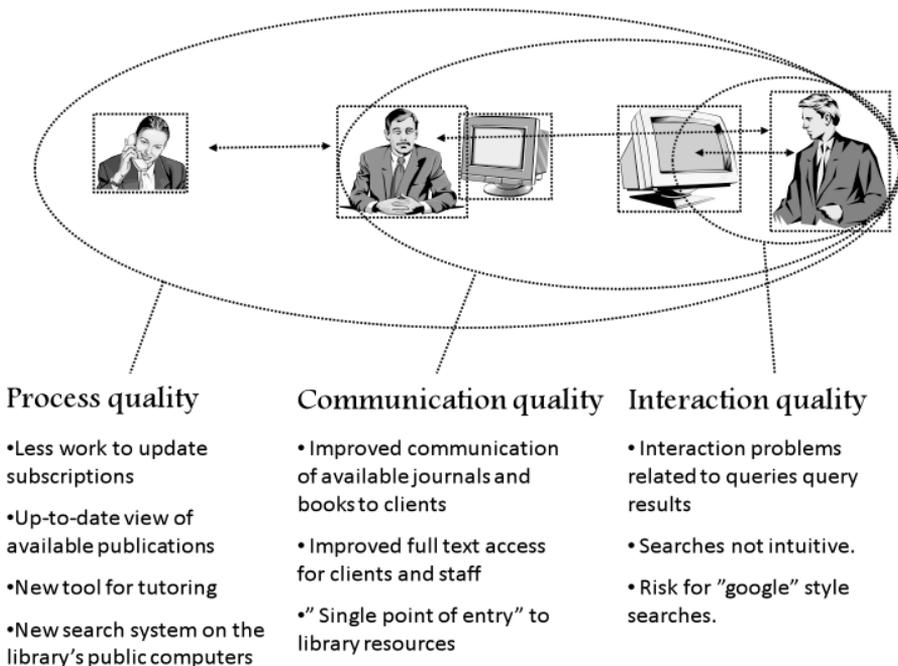 Process quality
•Less work to update
subscriptions
•Up-to-date view of
available publications
•New tool for tutoring
•New search system on the
library's public computers
Communication quality
• Improved communication
of available journals and
books to clients
• Improved full text access
for clients and staff
•” Single point of entry” to
library resources
Interaction quality
• Interaction problems
related to queries query
results
• Searches not intuitive.
• Risk for ”google” style
searches.